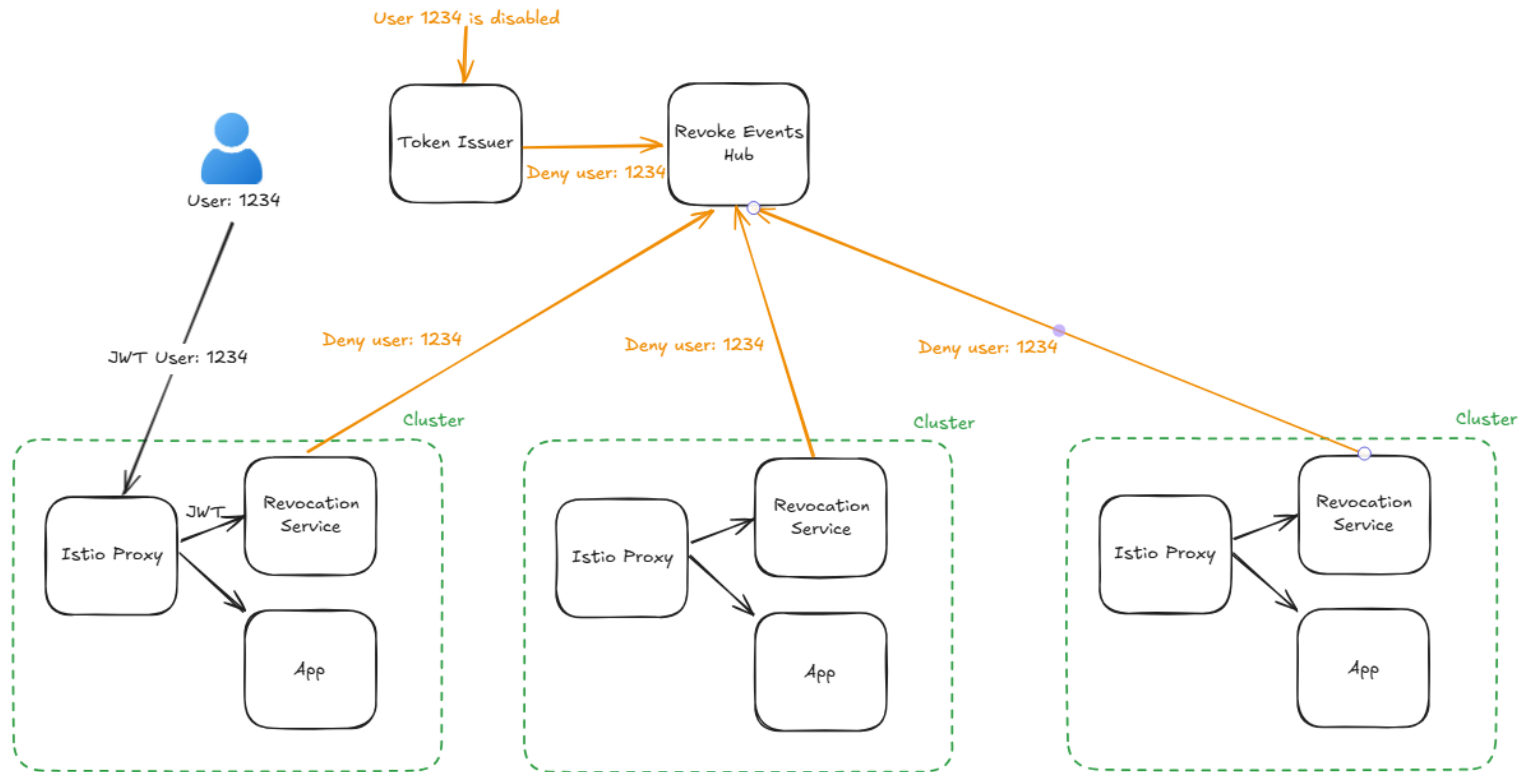 User 1234 is disabled
Token Issuer
Revoke Events
Hub
Deny user: 1234
User: 1234
JWT User: 1234
Deny user: 1234
Deny user: 1234
Deny user: 1234
Cluster
Cluster
Cluster
Istio Proxy
JWT
Revocation
Service
App
Istio Proxy
Revocation
Service
App
Istio Proxy
Revocation
Service
App